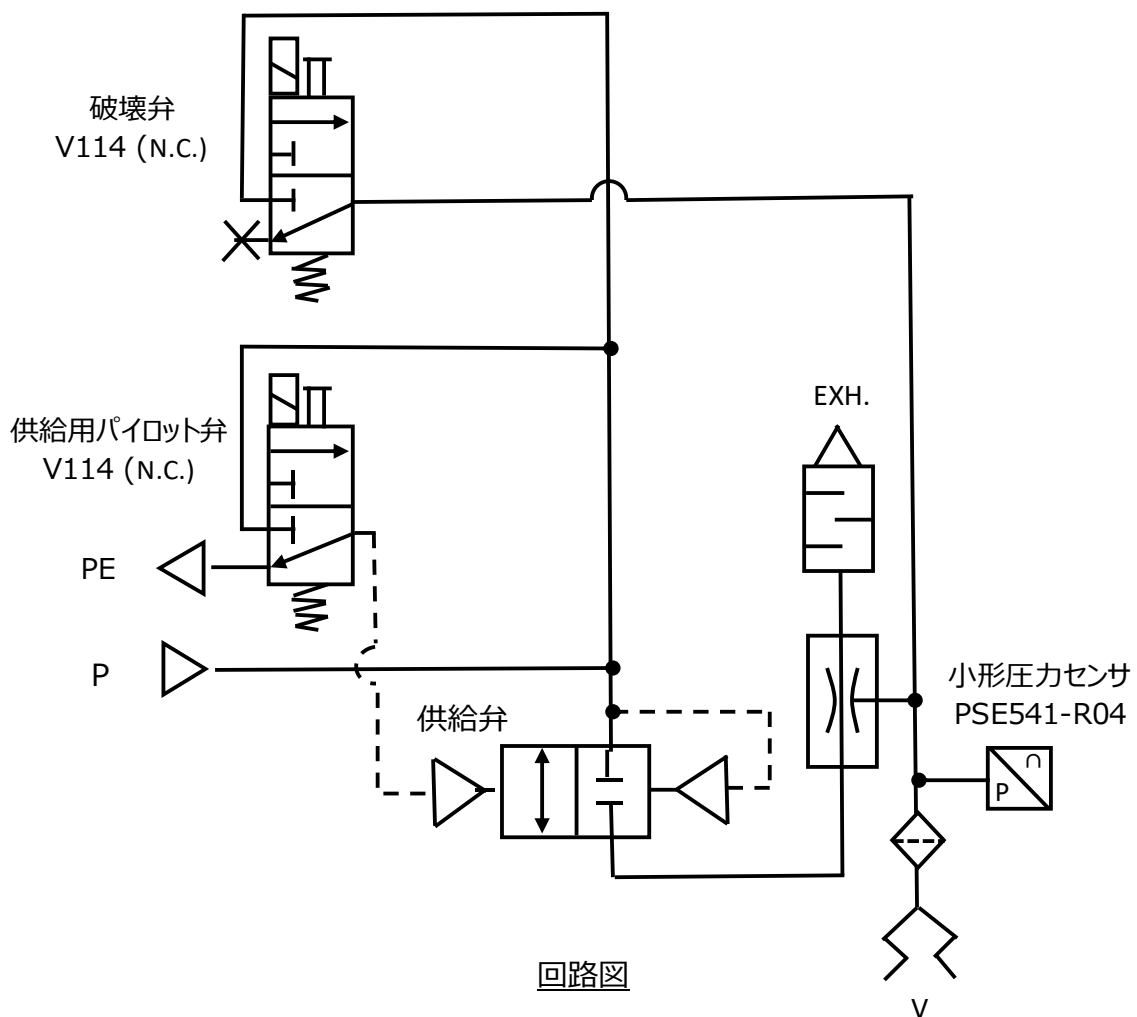 破壊弁
V114 (N.C.)
供給用パイロット弁
V114 (N.C.)
EXH.
PE
P
供給弁
小形圧力センサ
PSE541-R04
∩
P
回路図
V